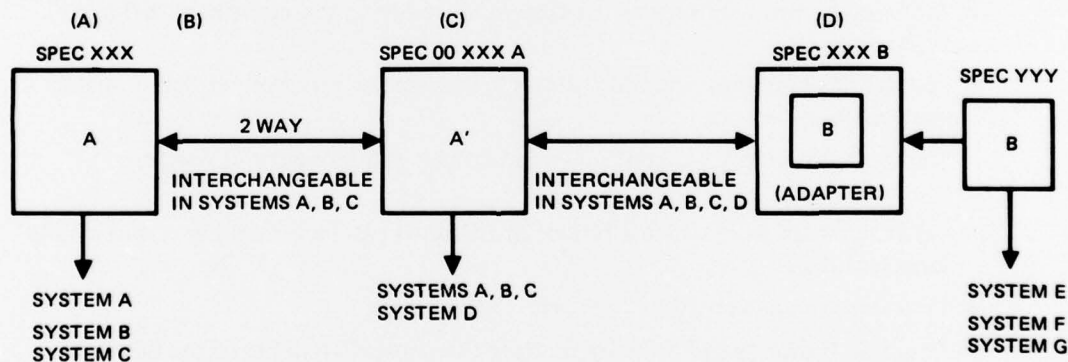 (A) (B) (C) (D)
SPEC XXX SPEC 00 XXX A SPEC XXX B
SPEC YYY
A 2 WAY A' B B
INTERCHANGEABLE
IN SYSTEMS A, B, C
INTERCHANGEABLE
IN SYSTEMS A, B, C, D
(ADAPTER)
SYSTEM A
SYSTEM B
SYSTEM C
SYSTEMS A, B, C
SYSTEM D
SYSTEM E
SYSTEM F
SYSTEM G